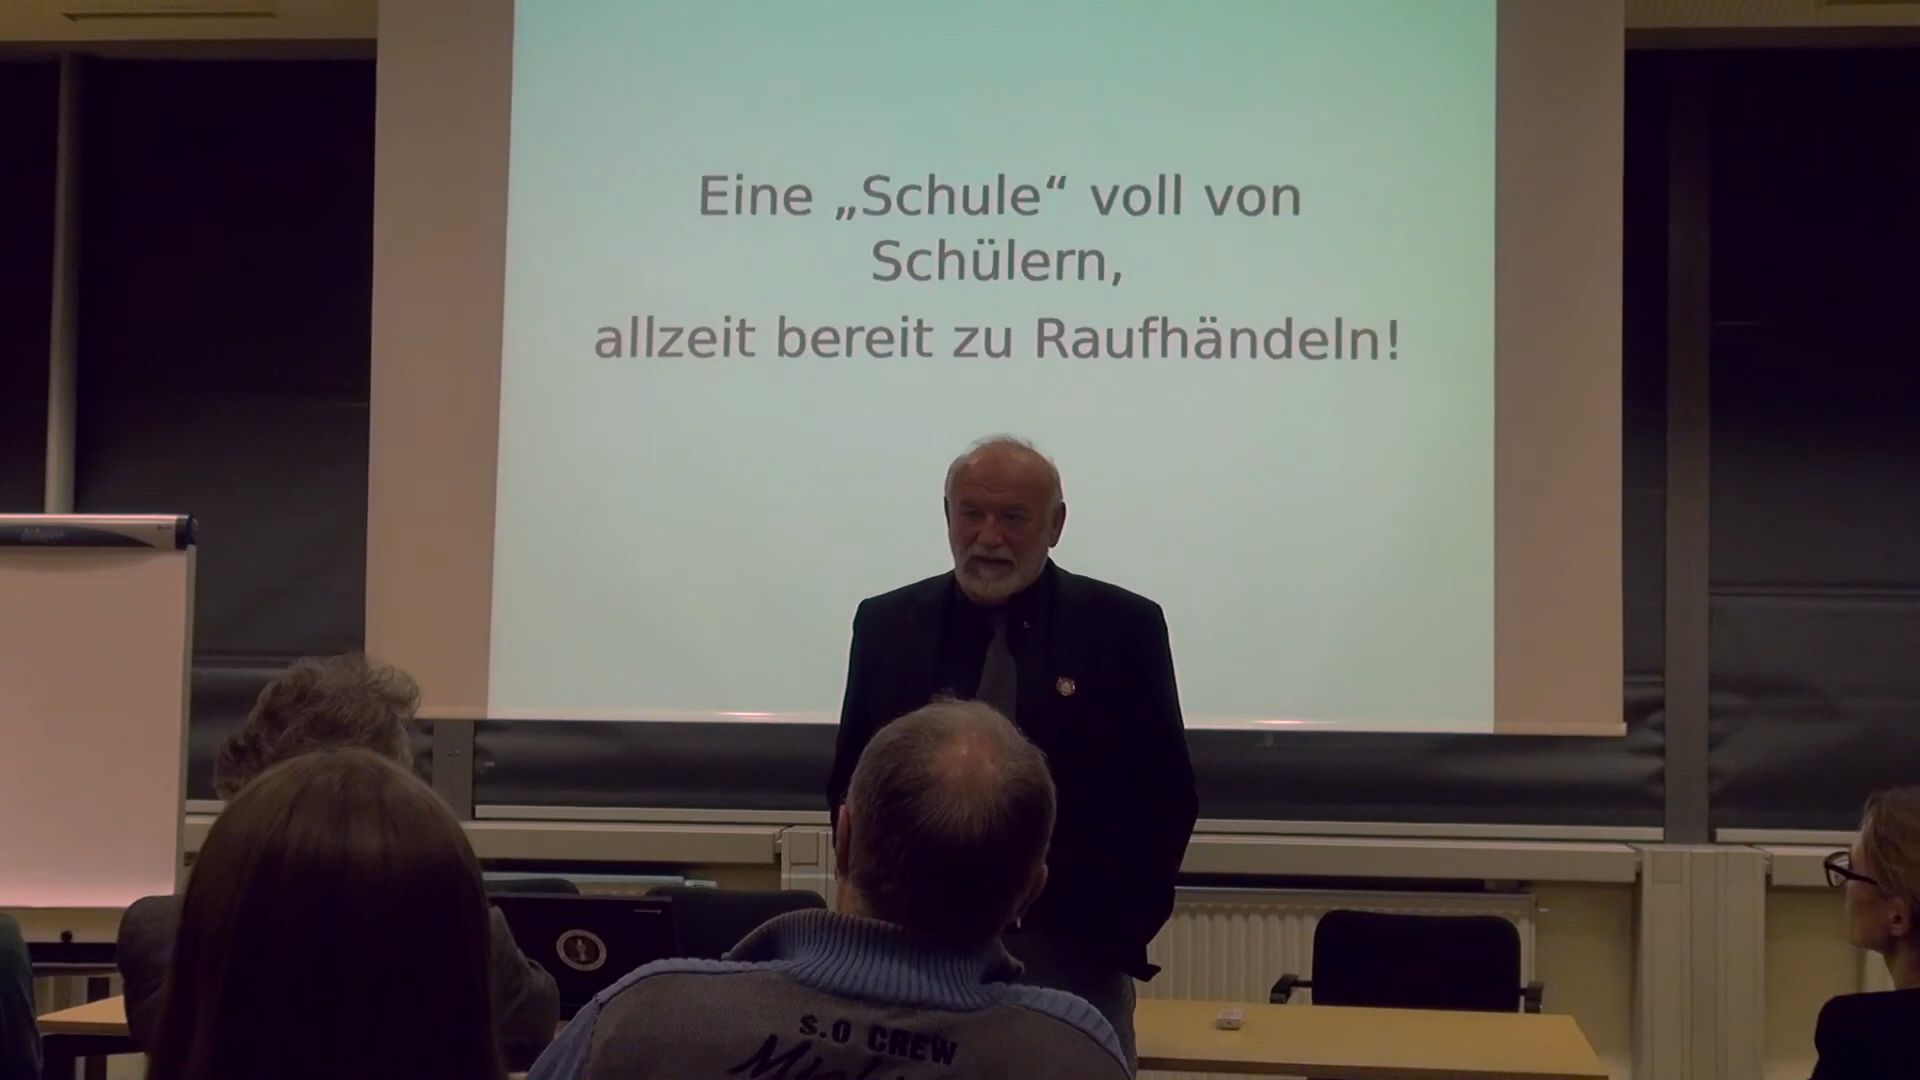 Eine „Schule“ voll von
Schülern,
allzeit bereit zu Raufhändeln!
S.O CREW